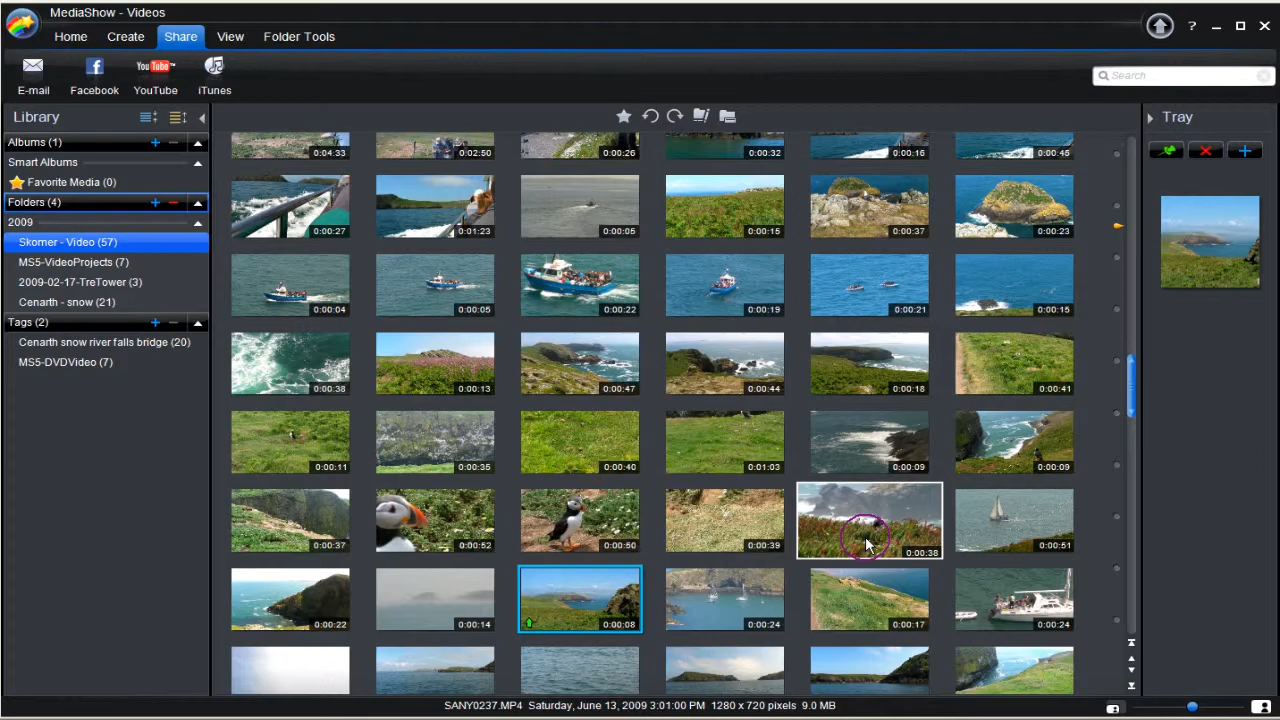 MediaShow - Videos
Home Create Share View Folder Tools
E-mail Facebook YouTube iTunes
YouTube™
Search
Library
Tray
Albums (1)
Smart Albums
Favorite Media (0)
Folders (4)
2009
Skomer - Video (57)
MS5-VideoProjects (7)
2009-02-17-TreTower (3)
Cenarth - snow (21)
Tags (2)
Cenarth snow river falls bridge (20)
MS5-DVDVideo (7)
0:04:33 0:02:50 0:00:26 0:00:32 0:00:16 0:00:45
0:00:27 0:01:23 0:00:05 0:00:15 0:00:37 0:00:23
0:00:04 0:00:05 0:00:22 0:00:19 0:00:21 0:00:15
0:00:38 0:00:13 0:00:47 0:00:44 0:00:18 0:00:41
0:00:11 0:00:35 0:00:40 0:01:03 0:00:09 0:00:09
0:00:37 0:00:52 0:00:50 0:00:39 0:00:38 0:00:51
0:00:22 0:00:14 0:00:08 0:00:24 0:00:17 0:00:24
SANY0237.MP4 Saturday, June 13, 2009 3:01:00 PM 1280 x 720 pixels 9.0 MB